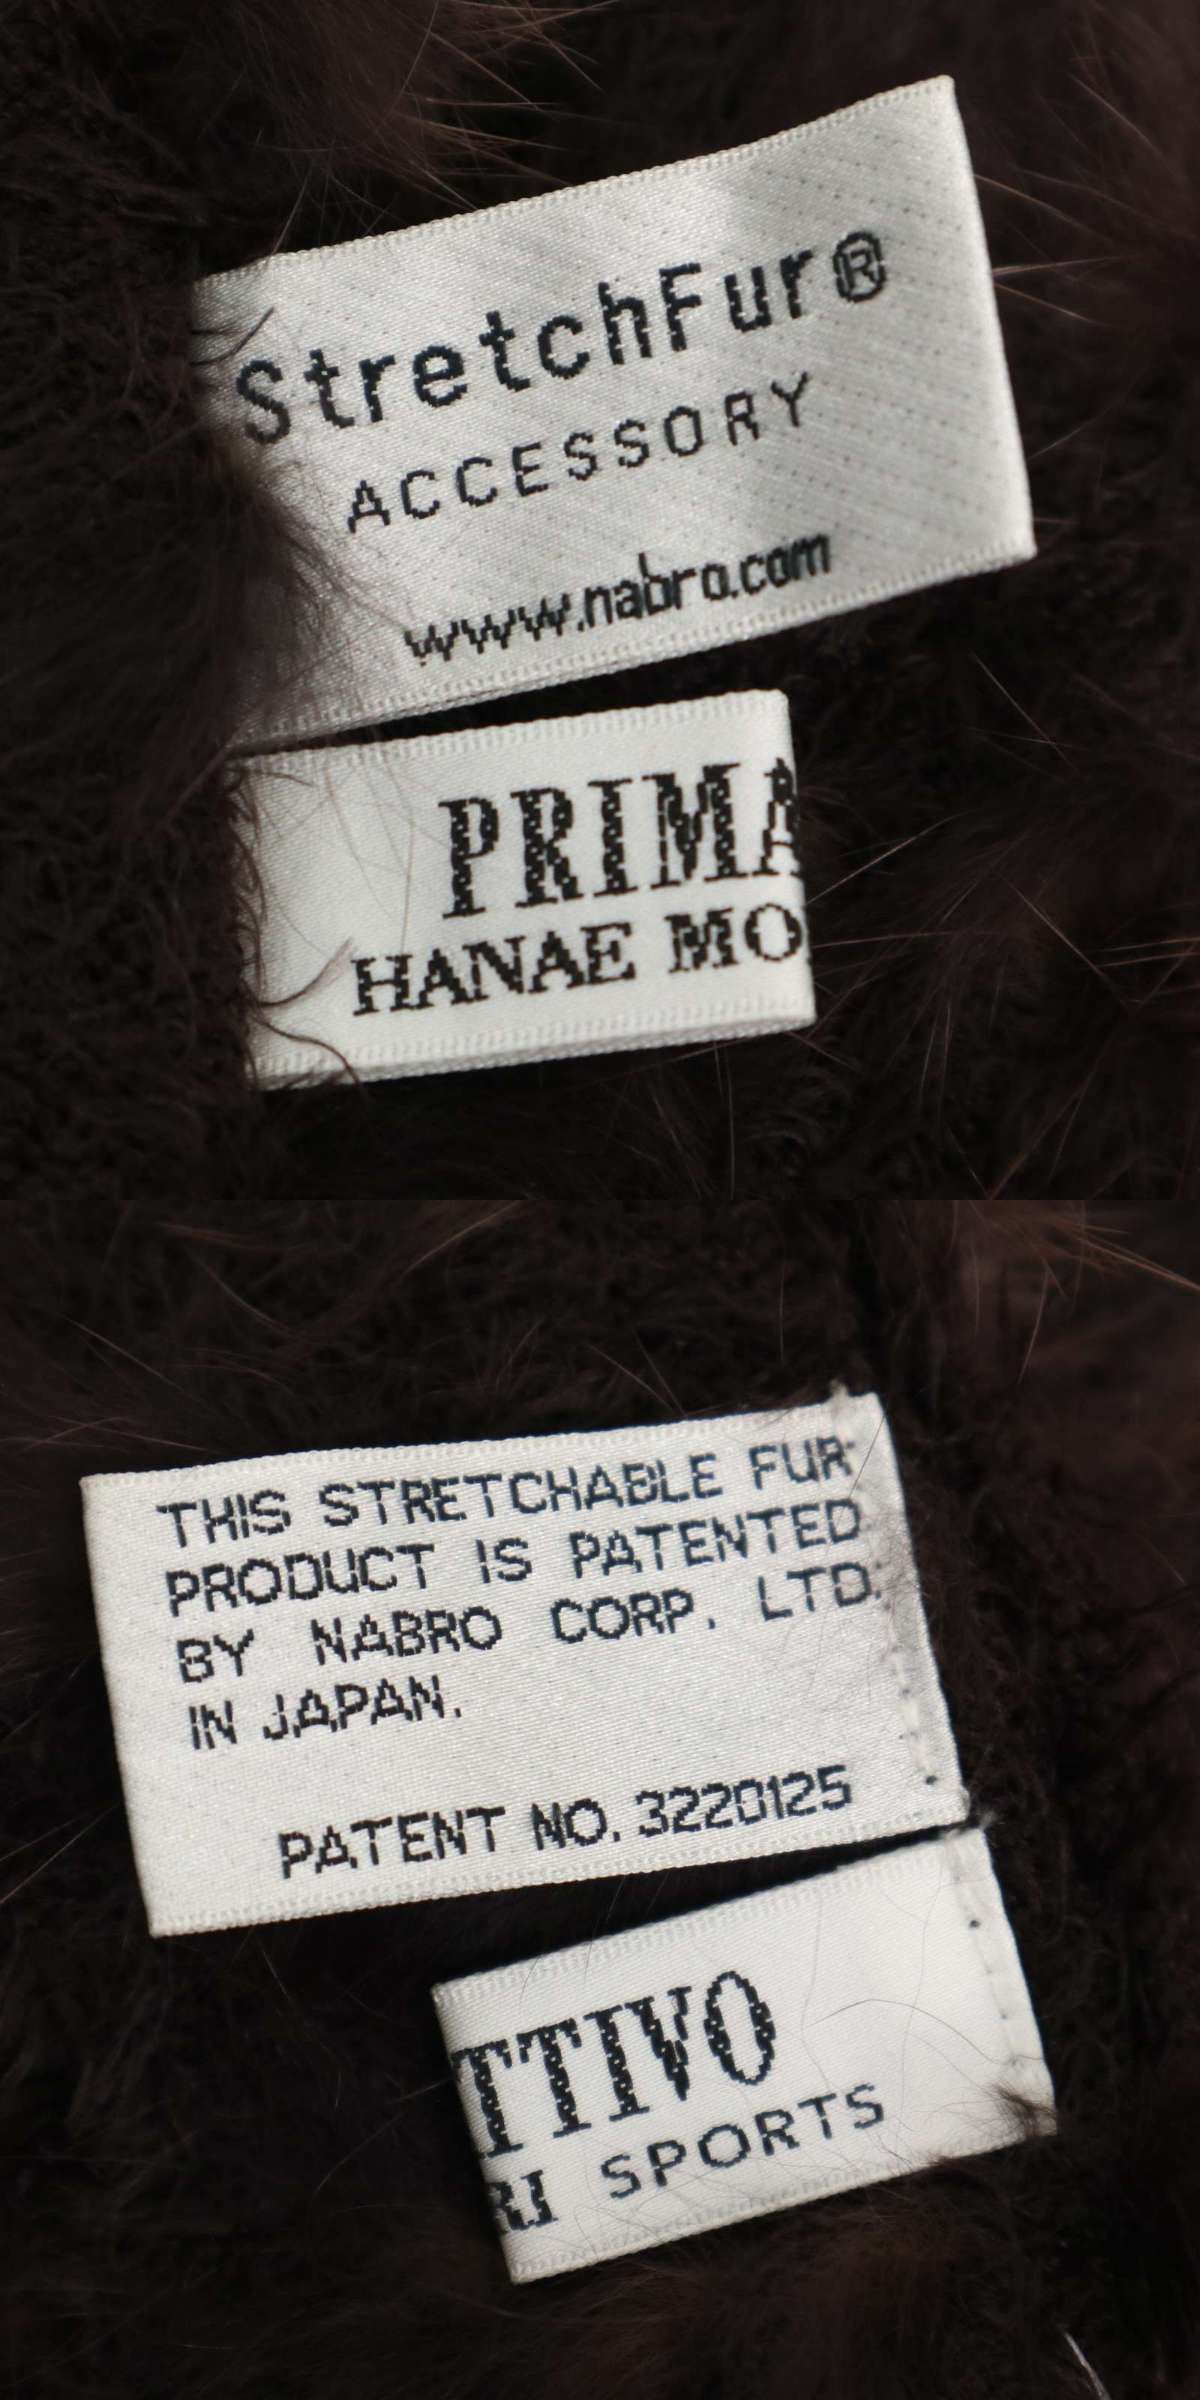 StretchFur®
ACCESSORY
www.nabro.com
PRIMA
HANAE MO
THIS STRETCHABLE FUR
PRODUCT IS PATENTED
BY NABRO CORP. LTD.
IN JAPAN.
PATENT NO. 3220125
TTIVO
RI SPORTS